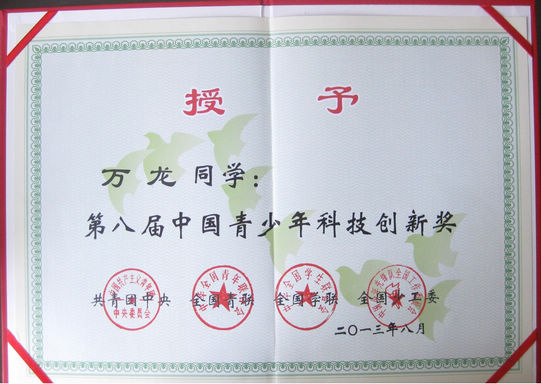 授 予
万龙同学:
第八届中国青少年科技创新奖
共青团中央 全国青联 全国学联 全国少工委
二〇一三年八月